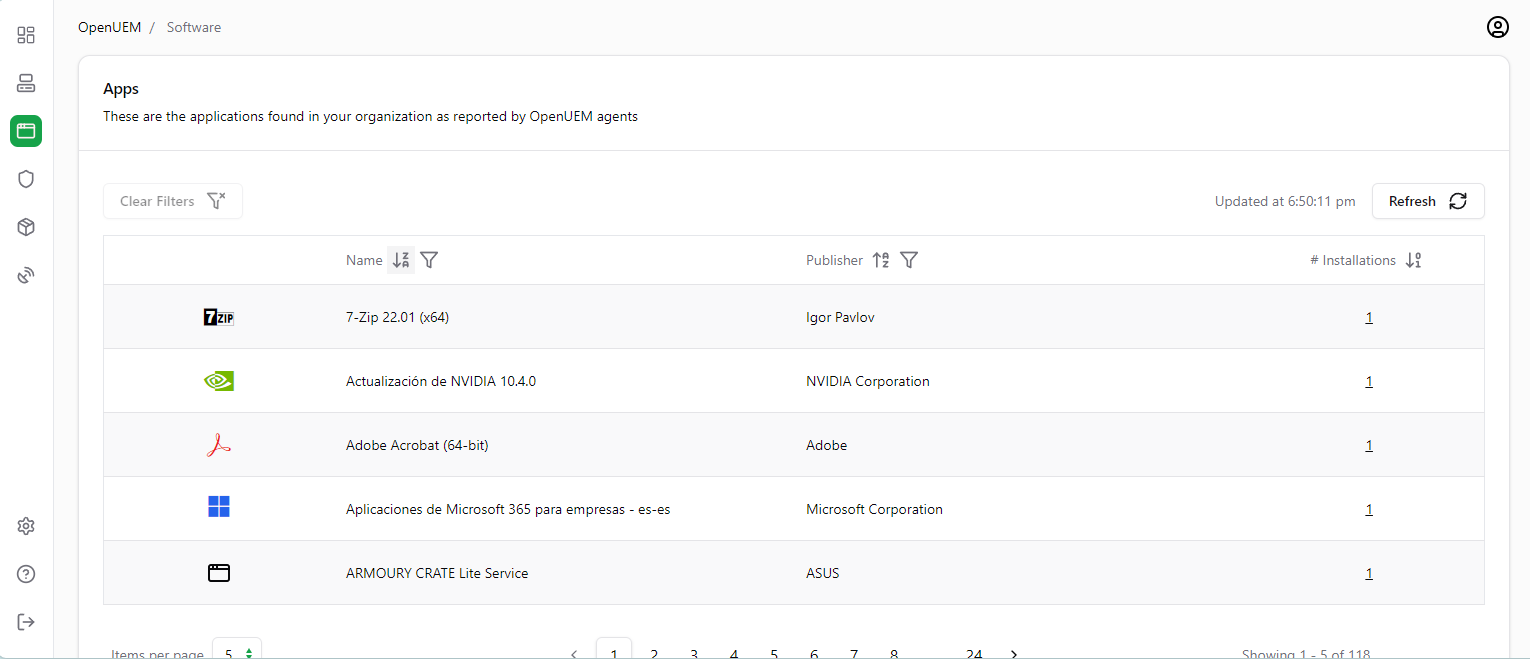 OpenUEM / Software
Apps
These are the applications found in your organization as reported by OpenUEM agents
Clear Filters Updated at 6:50:11 pm Refresh
Name Publisher # Installations
7ZIP 7-Zip 22.01 (x64) Igor Pavlov 1
Actualización de NVIDIA 10.4.0 NVIDIA Corporation 1
Adobe Acrobat (64-bit) Adobe 1
Aplicaciones de Microsoft 365 para empresas - es-es Microsoft Corporation 1
ARMOURY CRATE Lite Service ASUS 1
Items per page 5 1 2 3 4 5 6 7 8 24 Showing 1 - 5 of 118